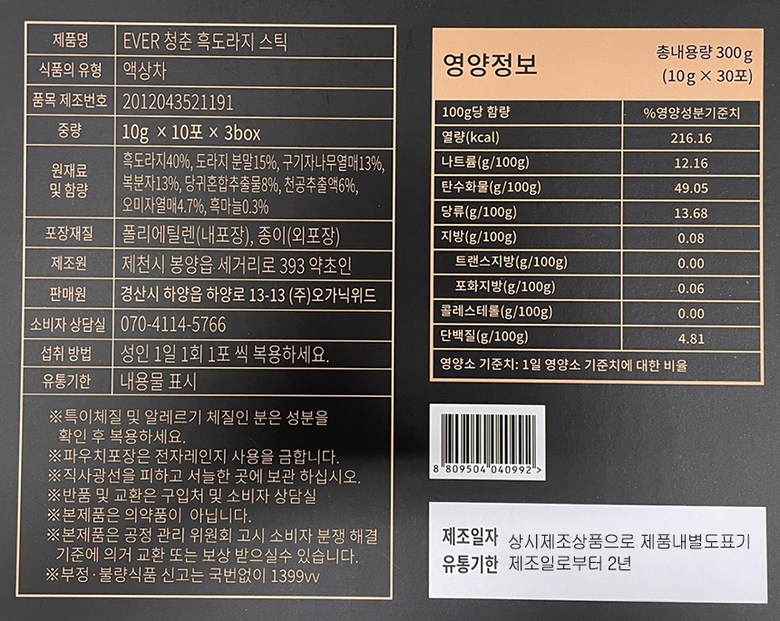 제품명 EVER 청춘 흑도라지 스틱
식품의 유형 액상차
품목 제조번호 2012043521191
중량 10g × 10포 × 3box
원재료 및 함량 흑도라지40%, 도라지 분말15%, 구기자나무열매13%,
복분자13%, 당귀혼합추출물8%, 천궁추출액6%,
오미자열매4.7%, 흑마늘0.3%
포장재질 폴리에틸렌(내포장), 종이(외포장)
제조원 제천시 봉양읍 세거리로 393 약초인
판매원 경산시 하양읍 하양로 13-13 (주)오가닉위드
소비자 상담실 070-4114-5766
섭취 방법 성인 1일 1회 1포 씩 복용하세요.
유통기한 내용물 표시
※특이체질 및 알레르기 체질인 분은 성분을
확인 후 복용하세요.
※파우치포장은 전자레인지 사용을 금합니다.
※직사광선을 피하고 서늘한 곳에 보관 하십시오.
※반품 및 교환은 구입처 및 소비자 상담실
※본제품은 의약품이 아닙니다.
※본제품은 공정 관리 위원회 고시 소비자 분쟁 해결
기준에 의거 교환 또는 보상 받으실수 있습니다.
※부정·불량식품 신고는 국번없이 1399vv
영양정보
총내용량 300g
(10g × 30포)
100g당 함량 %영양성분기준치
열량(kcal) 216.16
나트륨(g/100g) 12.16
탄수화물(g/100g) 49.05
당류(g/100g) 13.68
지방(g/100g) 0.08
트랜스지방(g/100g) 0.00
포화지방(g/100g) 0.06
콜레스테롤(g/100g) 0.00
단백질(g/100g) 4.81
영양소 기준치: 1일 영양소 기준치에 대한 비율
8 809504 040992 >
제조일자 상시제조상품으로 제품내별도표기
유통기한 제조일로부터 2년